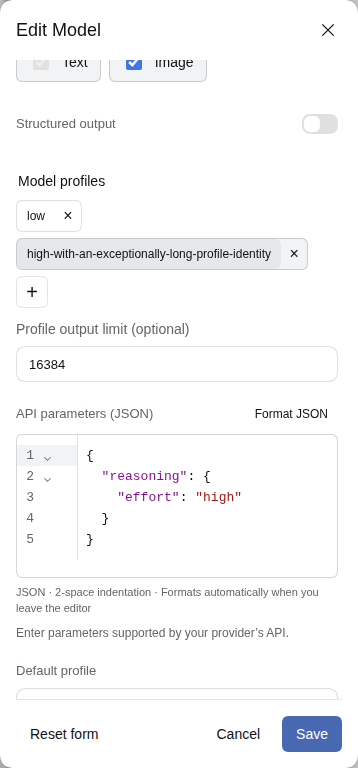 Edit Model
Text
Image
Structured output
Model profiles
low ×
high-with-an-exceptionally-long-profile-identity ×
+
Profile output limit (optional)
16384
API parameters (JSON)
Format JSON
1 {
2 "reasoning": {
3 "effort": "high"
4 }
5 }
JSON · 2-space indentation · Formats automatically when you
leave the editor
Enter parameters supported by your provider’s API.
Default profile
Reset form
Cancel
Save